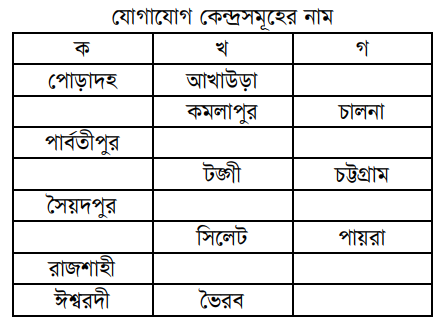 যোগাযোগ কেন্দ্রসমূহের নাম
ক খ গ
পোড়াদহ আখাউড়া
কমলাপুর চালনা
পার্বতীপুর
টঙ্গী চট্টগ্রাম
সৈয়দপুর
সিলেট পায়রা
রাজশাহী
ঈশ্বরদী ভৈরব